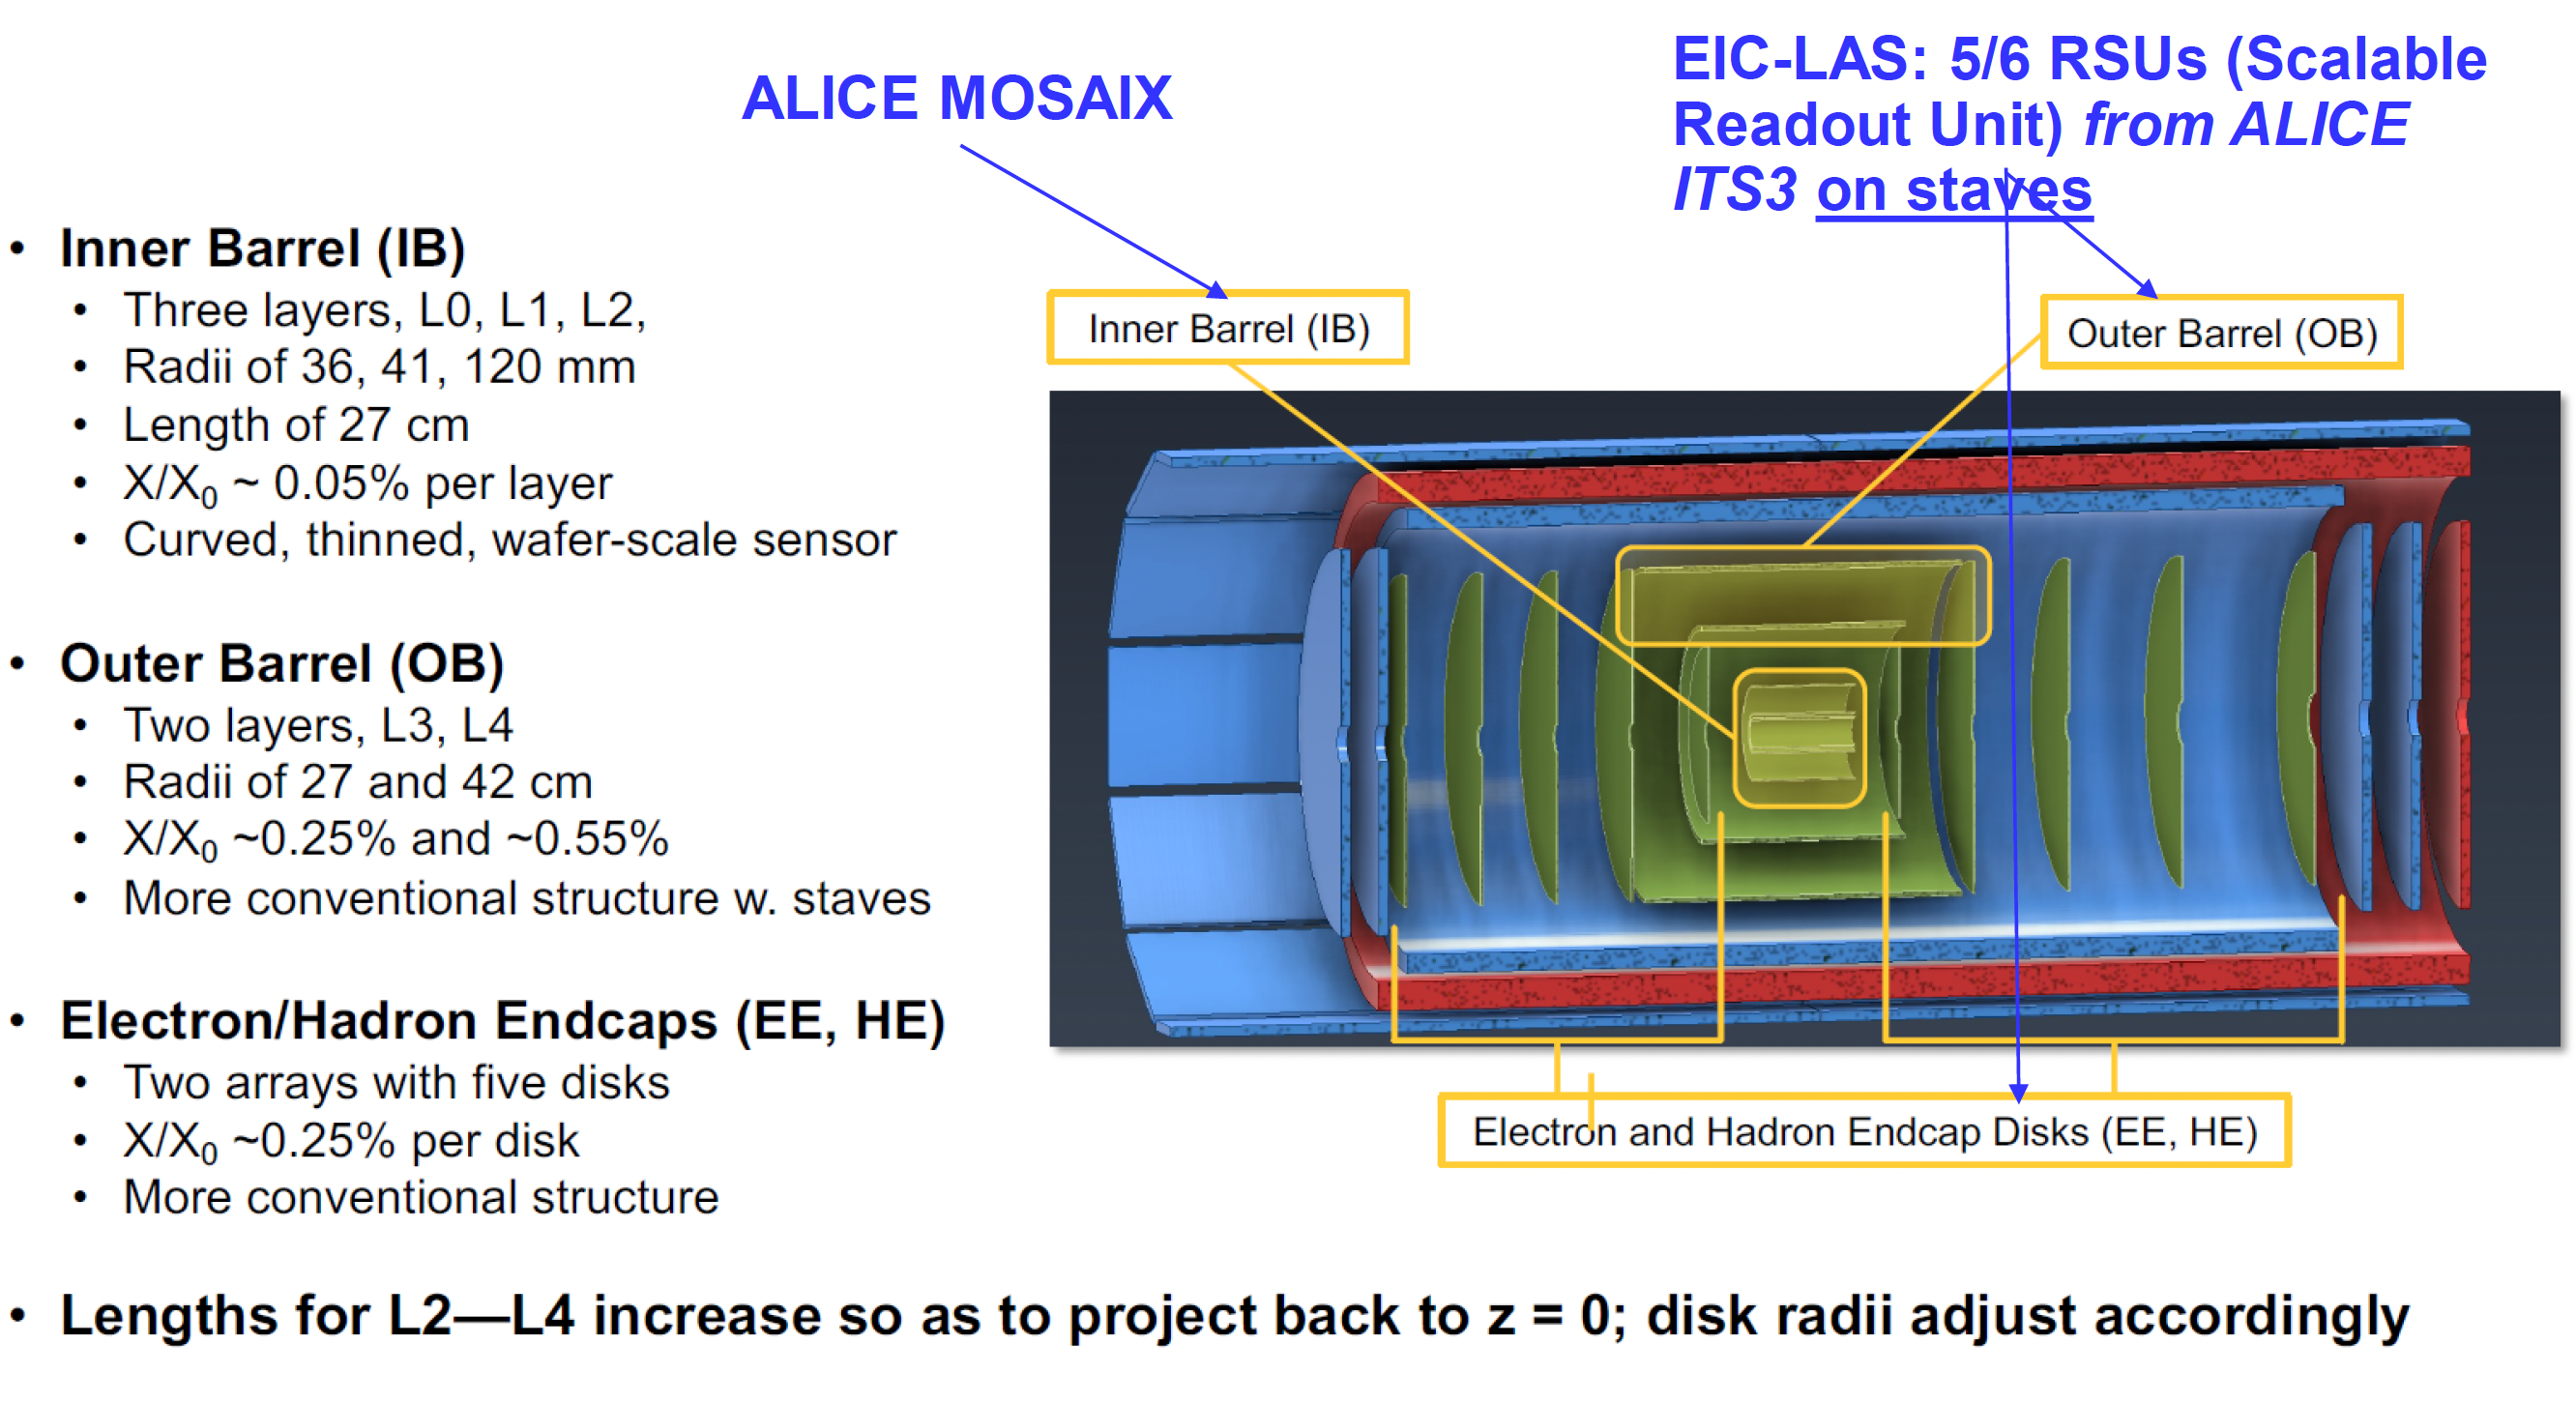 ALICE MOSAIX
EIC-LAS: 5/6 RSUs (Scalable
Readout Unit) from ALICE
ITS3 on staves
• Inner Barrel (IB)
• Three layers, L0, L1, L2,
• Radii of 36, 41, 120 mm
• Length of 27 cm
• X/X0 ~ 0.05% per layer
• Curved, thinned, wafer-scale sensor
• Outer Barrel (OB)
• Two layers, L3, L4
• Radii of 27 and 42 cm
• X/X0 ~0.25% and ~0.55%
• More conventional structure w. staves
• Electron/Hadron Endcaps (EE, HE)
• Two arrays with five disks
• X/X0 ~0.25% per disk
• More conventional structure
Inner Barrel (IB)
Outer Barrel (OB)
Electron and Hadron Endcap Disks (EE, HE)
• Lengths for L2—L4 increase so as to project back to z = 0; disk radii adjust accordingly